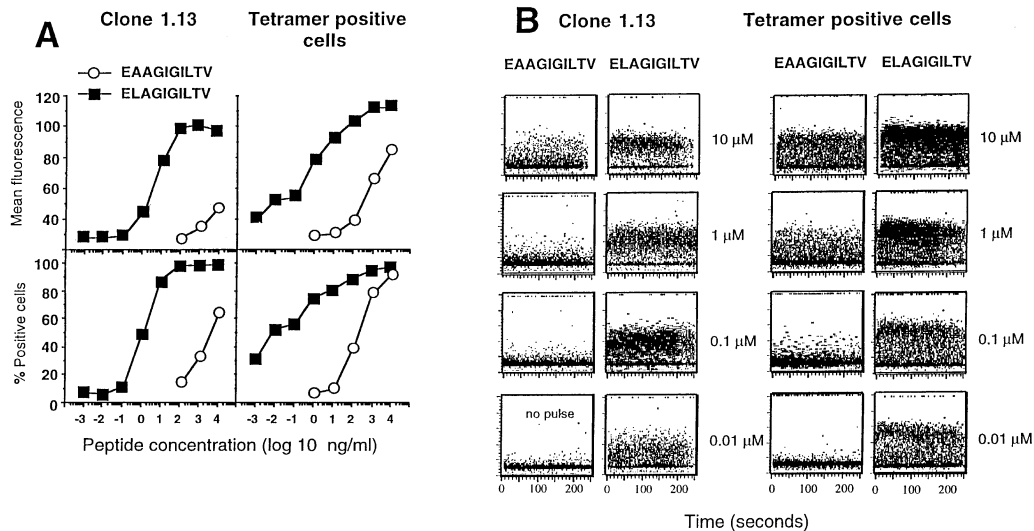 A
Clone 1.13
Tetramer positive
cells
EAAGIGILTV
ELAGIGILTV
Mean fluorescence
120
100
80
60
40
% Positive cells
100
80
60
40
20
0
-3 -2 -1 0 1 2 3 4
-3 -2 -1 0 1 2 3 4
Peptide concentration (log 10 ng/ml)
B
Clone 1.13
Tetramer positive cells
EAAGIGILTV ELAGIGILTV
EAAGIGILTV ELAGIGILTV
10 µM
10 µM
1 µM
1 µM
0.1 µM
0.1 µM
no pulse
0.01 µM
0.01 µM
0 100 200
0 100 200
0 100 200
0 100 200
Time (seconds)